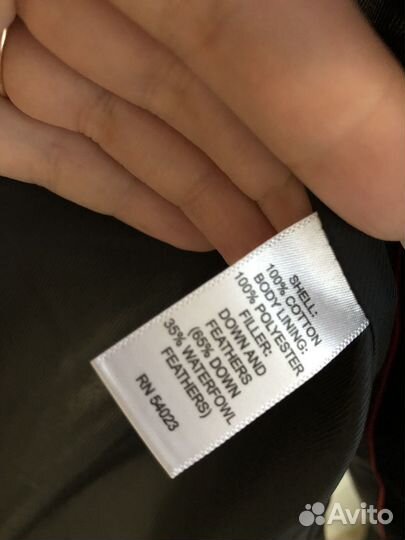 SHELL:
100% COTTON
BODY LINING:
100% POLYESTER
FILLER:
DOWN AND
FEATHERS
(65% DOWN
35% WATERFOWL
FEATHERS)
RN 54023
Avito